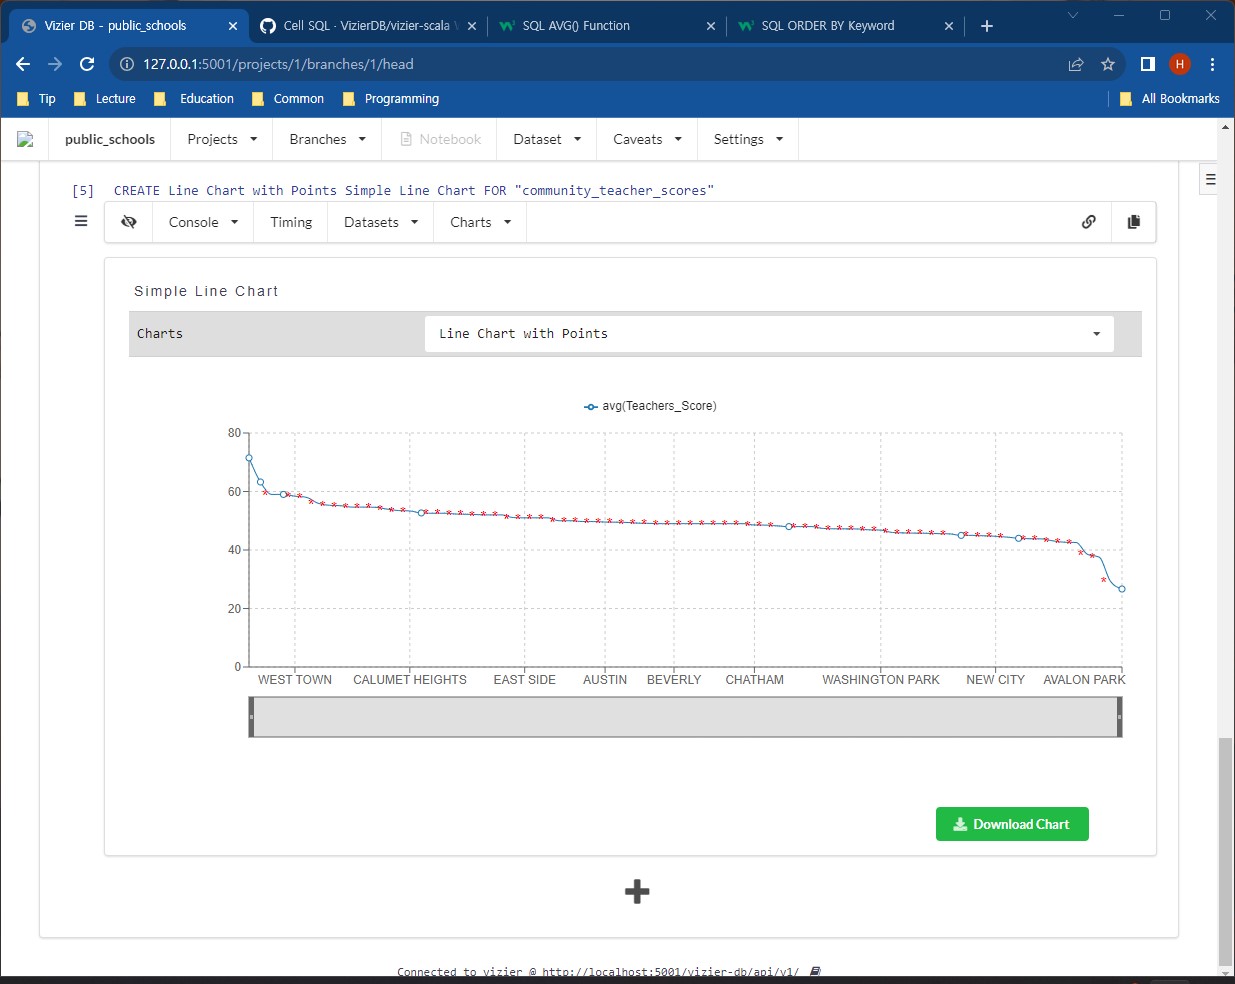 Vizier DB - public_schools
Cell SQL · VizierDB/vizier-scala
SQL AVG() Function
SQL ORDER BY Keyword
127.0.0.1:5001/projects/1/branches/1/head
H
Tip Lecture Education Common Programming All Bookmarks
public_schools Projects Branches Notebook Dataset Caveats Settings
[5] CREATE Line Chart with Points Simple Line Chart FOR "community_teacher_scores"
Console Timing Datasets Charts
Simple Line Chart
Charts Line Chart with Points
avg(Teachers_Score)
80
60
40
20
0
WEST TOWN CALUMET HEIGHTS EAST SIDE AUSTIN BEVERLY CHATHAM WASHINGTON PARK NEW CITY AVALON PARK
Download Chart
Connected to vizier @ http://localhost:5001/vizier-db/api/v1/